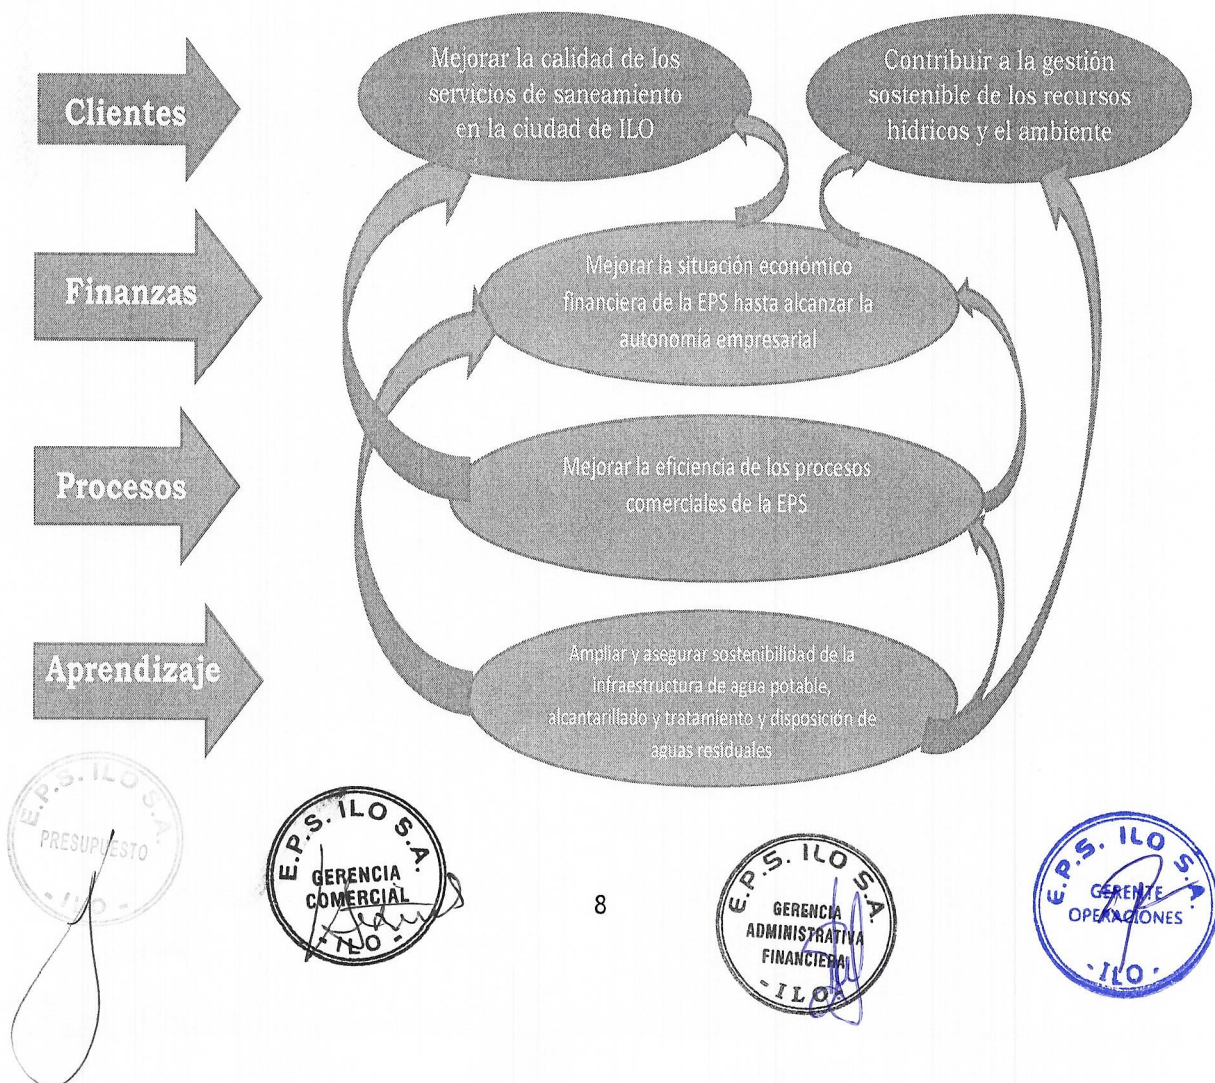 Clientes
Mejorar la calidad de los
servicios de saneamiento
en la ciudad de ILO
Contribuir a la gestión
sostenible de los recursos
hídricos y el ambiente
Finanzas
Mejorar la situación económico
financiera de la EPS hasta alcanzar la
autonomía empresarial
Procesos
Mejorar la eficiencia de los procesos
comerciales de la EPS
Aprendizaje
Ampliar y asegurar sostenibilidad de la
infraestructura de agua potable,
alcantarillado y tratamiento y disposición de
aguas residuales
E.P.S. ILO S.A.
PRESUPUESTO
- ILO -
E.P.S. ILO S.A.
GERENCIA
COMERCIAL
- ILO -
8
E.P.S. ILO S.A.
GERENCIA
ADMINISTRATIVA
FINANCIERA
- ILO -
E.P.S. ILO S.A.
GERENTE
OPERACIONES
- ILO -